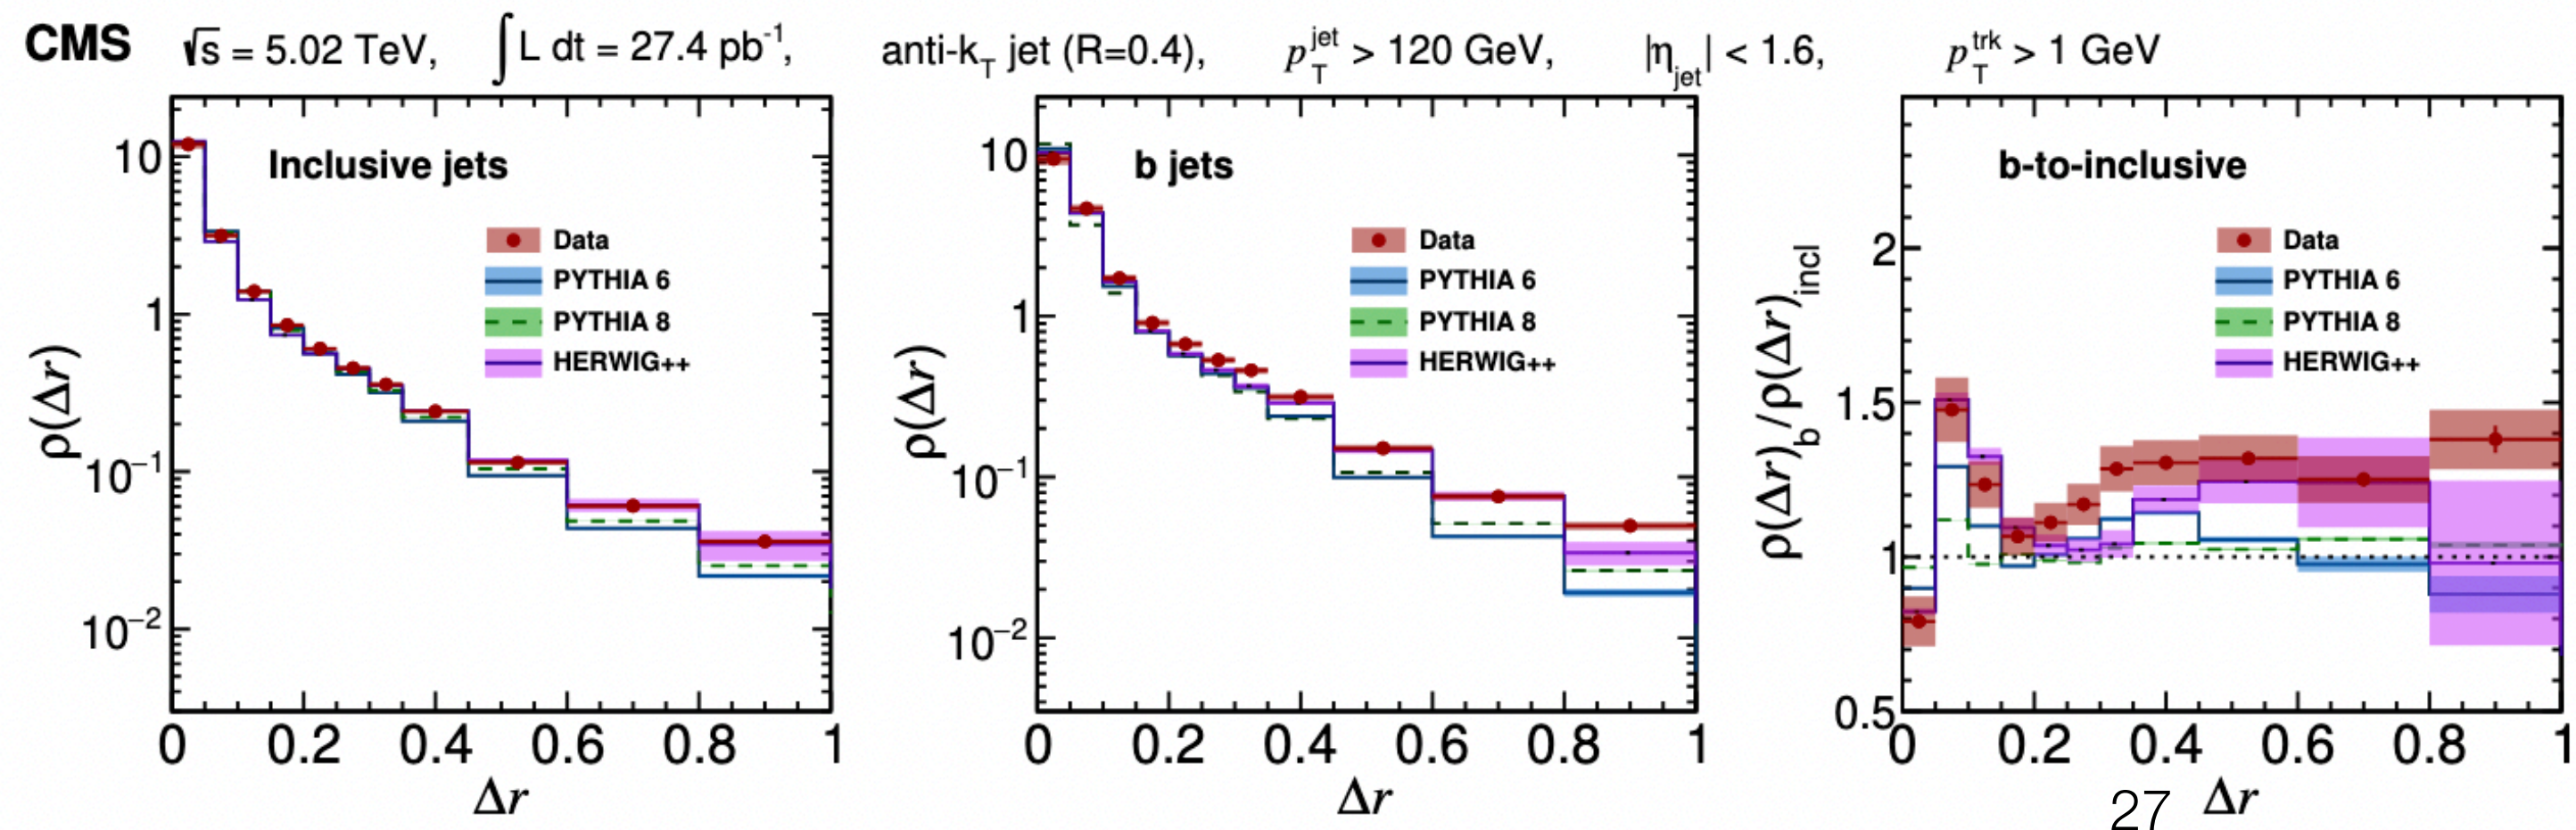 CMS √s = 5.02 TeV, ∫ L dt = 27.4 pb⁻¹, anti-k_T jet (R=0.4), p_T^jet > 120 GeV, |η_jet| < 1.6, p_T^trk > 1 GeV
Inclusive jets
Data
PYTHIA 6
PYTHIA 8
HERWIG++
ρ(Δr)
10
1
10⁻¹
10⁻²
0 0.2 0.4 0.6 0.8 1
Δr
b jets
Data
PYTHIA 6
PYTHIA 8
HERWIG++
ρ(Δr)
10
1
10⁻¹
10⁻²
0 0.2 0.4 0.6 0.8 1
Δr
b-to-inclusive
Data
PYTHIA 6
PYTHIA 8
HERWIG++
ρ(Δr)_b/ρ(Δr)_incl
2
1.5
1
0.5
0 0.2 0.4 0.6 0.8 1
27 Δr